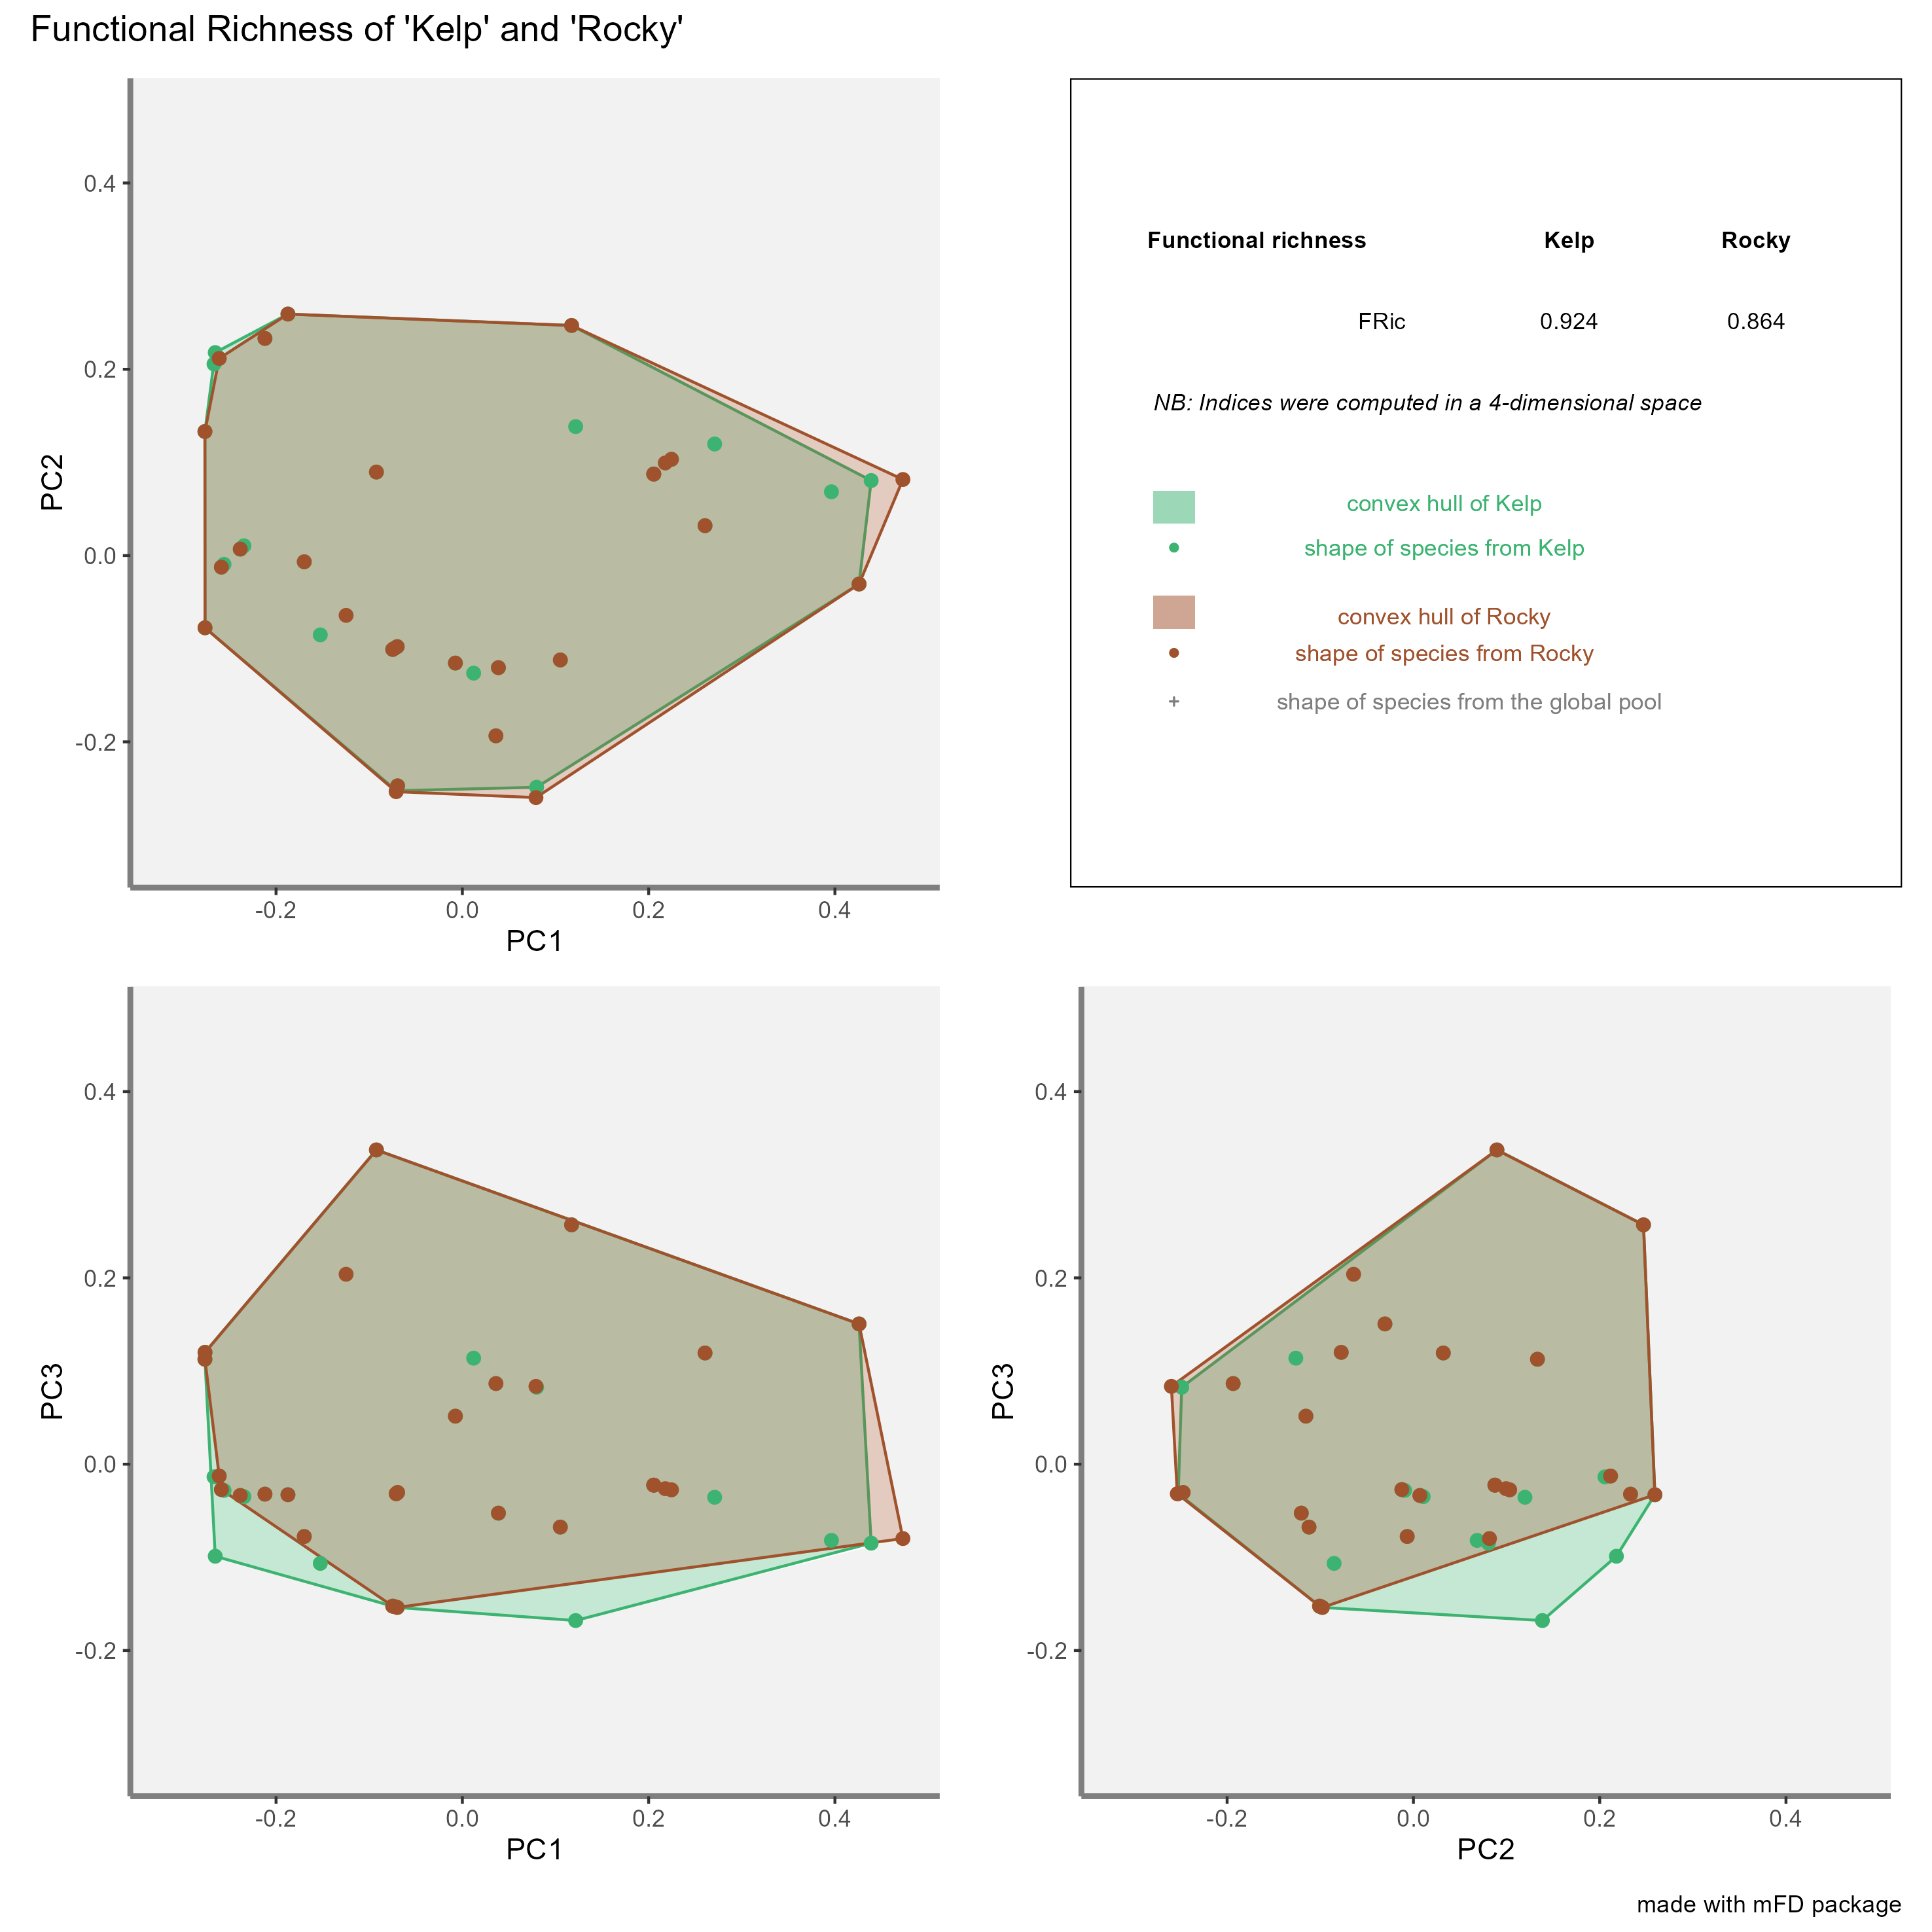 Functional Richness of 'Kelp' and 'Rocky'
0.4
0.2
0.0
-0.2
PC2
-0.2 0.0 0.2 0.4
PC1
Functional richness Kelp Rocky
FRic 0.924 0.864
NB: Indices were computed in a 4-dimensional space
convex hull of Kelp
shape of species from Kelp
convex hull of Rocky
shape of species from Rocky
shape of species from the global pool
0.4
0.2
0.0
-0.2
PC3
-0.2 0.0 0.2 0.4
PC1
0.4
0.2
0.0
-0.2
PC3
-0.2 0.0 0.2 0.4
PC2
made with mFD package